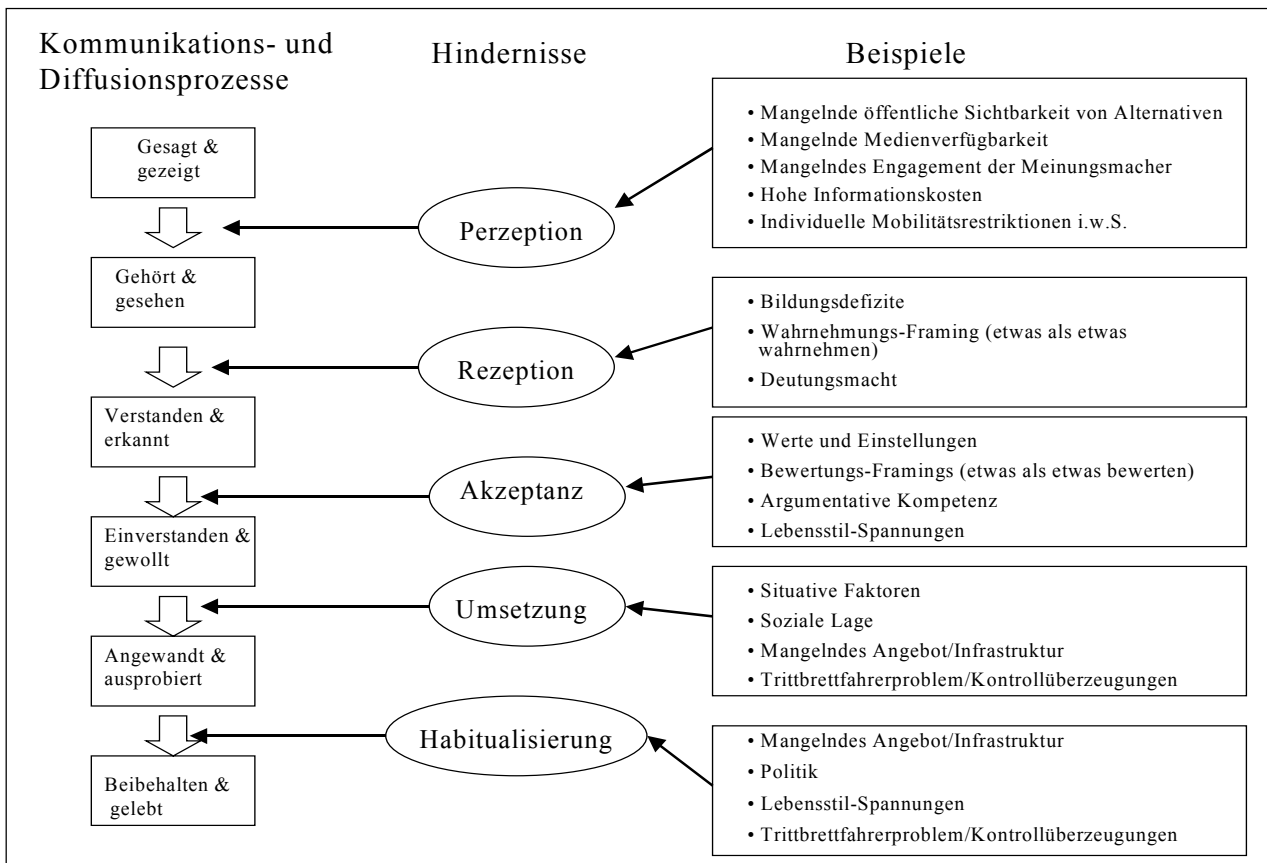 Kommunikations- und
Diffusionsprozesse
Hindernisse
Beispiele
Gesagt &
gezeigt
Gehört &
gesehen
Verstanden &
erkannt
Einverstanden &
gewollt
Angewandt &
ausprobiert
Beibehalten &
gelebt
Perzeption
Rezeption
Akzeptanz
Umsetzung
Habitualisierung
• Mangelnde öffentliche Sichtbarkeit von Alternativen
• Mangelnde Medienverfügbarkeit
• Mangelndes Engagement der Meinungsmacher
• Hohe Informationskosten
• Individuelle Mobilitätsrestriktionen i.w.S.
• Bildungsdefizite
• Wahrnehmungs-Framing (etwas als etwas
wahrnehmen)
• Deutungsmacht
• Werte und Einstellungen
• Bewertungs-Framings (etwas als etwas bewerten)
• Argumentative Kompetenz
• Lebensstil-Spannungen
• Situative Faktoren
• Soziale Lage
• Mangelndes Angebot/Infrastruktur
• Trittbrettfahrerproblem/Kontrollüberzeugungen
• Mangelndes Angebot/Infrastruktur
• Politik
• Lebensstil-Spannungen
• Trittbrettfahrerproblem/Kontrollüberzeugungen